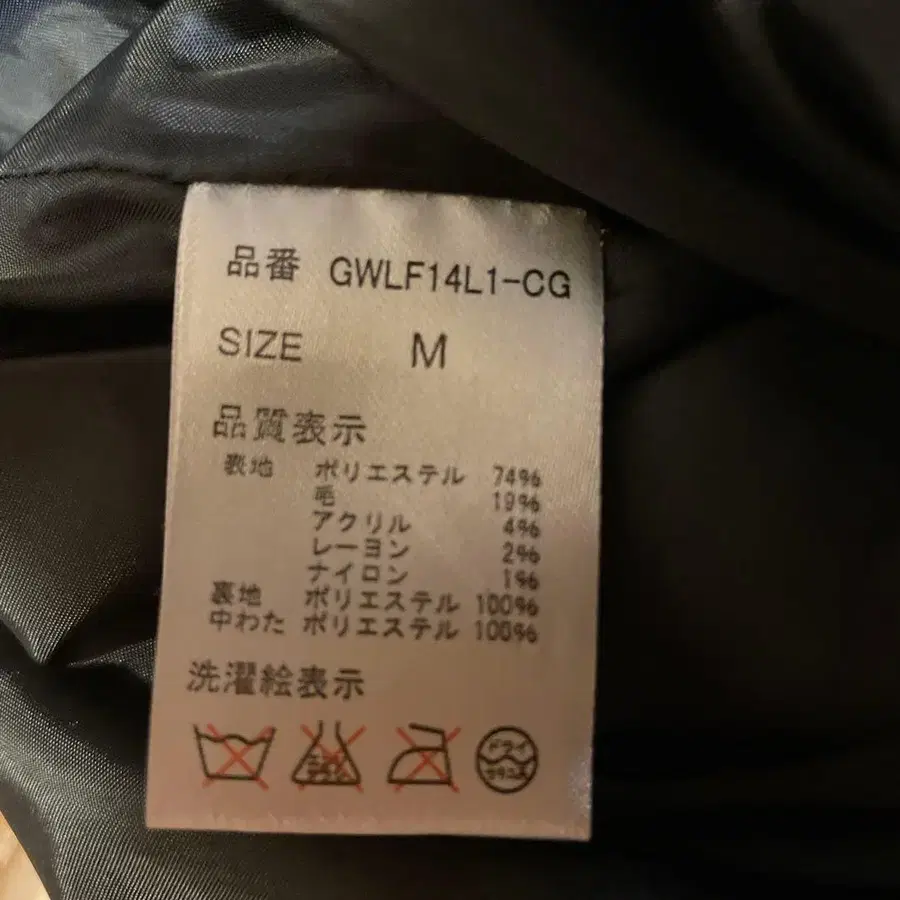 品番 GWLF14L1-CG
SIZE M
品質表示
表地 ポリエステル 74%
毛 19%
アクリル 4%
レーヨン 2%
ナイロン 1%
裏地 ポリエステル 100%
中わた ポリエステル 100%
洗濯絵表示
ドライ